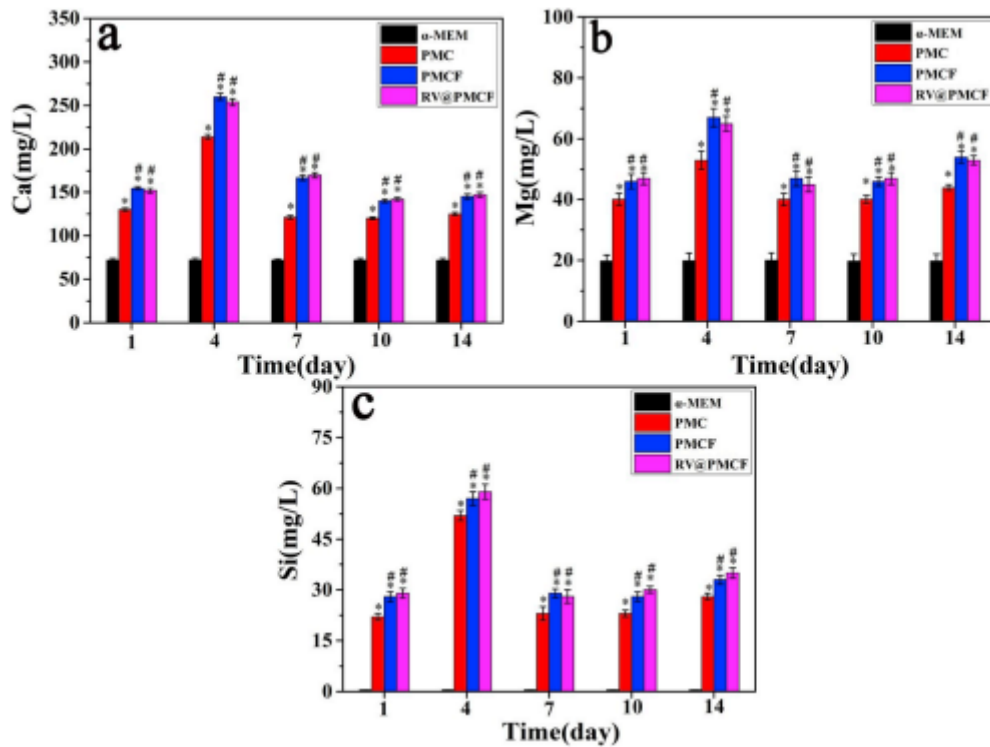 a
350
300
250
200
150
100
50
0
Ca(mg/L)
α-MEM
PMC
PMCF
RV@PMCF
* *# *#
* *# *#
* *# *#
* *# *#
* *# *#
1 4 7 10 14
Time(day)
b
100
80
60
40
20
0
Mg(mg/L)
α-MEM
PMC
PMCF
RV@PMCF
* *# *#
* *# *#
* *# *#
* *# *#
* *# *#
1 4 7 10 14
Time(day)
c
90
75
60
45
30
15
0
Si(mg/L)
α-MEM
PMC
PMCF
RV@PMCF
* *# *#
* *# *#
* *# *#
* *# *#
* *# *#
1 4 7 10 14
Time(day)